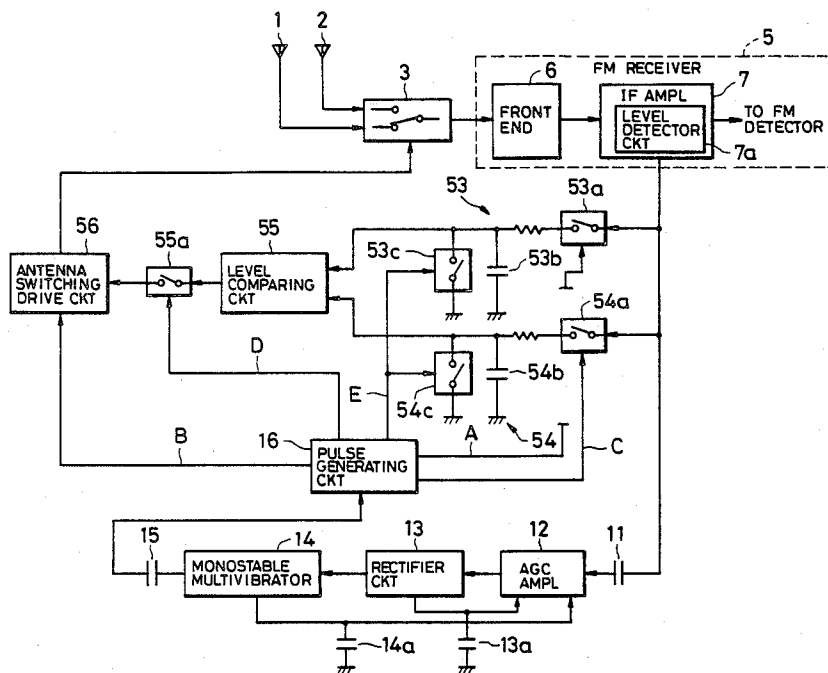 1
2
5
FM RECEIVER
3
6
7
FRONT
END
IF AMPL
LEVEL
DETECTOR
CKT
TO FM
DETECTOR
7a
53
53a
56
55a
55
53c
53b
ANTENNA
SWITCHING
DRIVE CKT
LEVEL
COMPARING
CKT
54a
D
E
54c
54b
54
B
16
A
C
PULSE
GENERATING
CKT
15
14
13
12
11
MONOSTABLE
MULTIVIBRATOR
RECTIFIER
CKT
AGC
AMPL
14a
13a